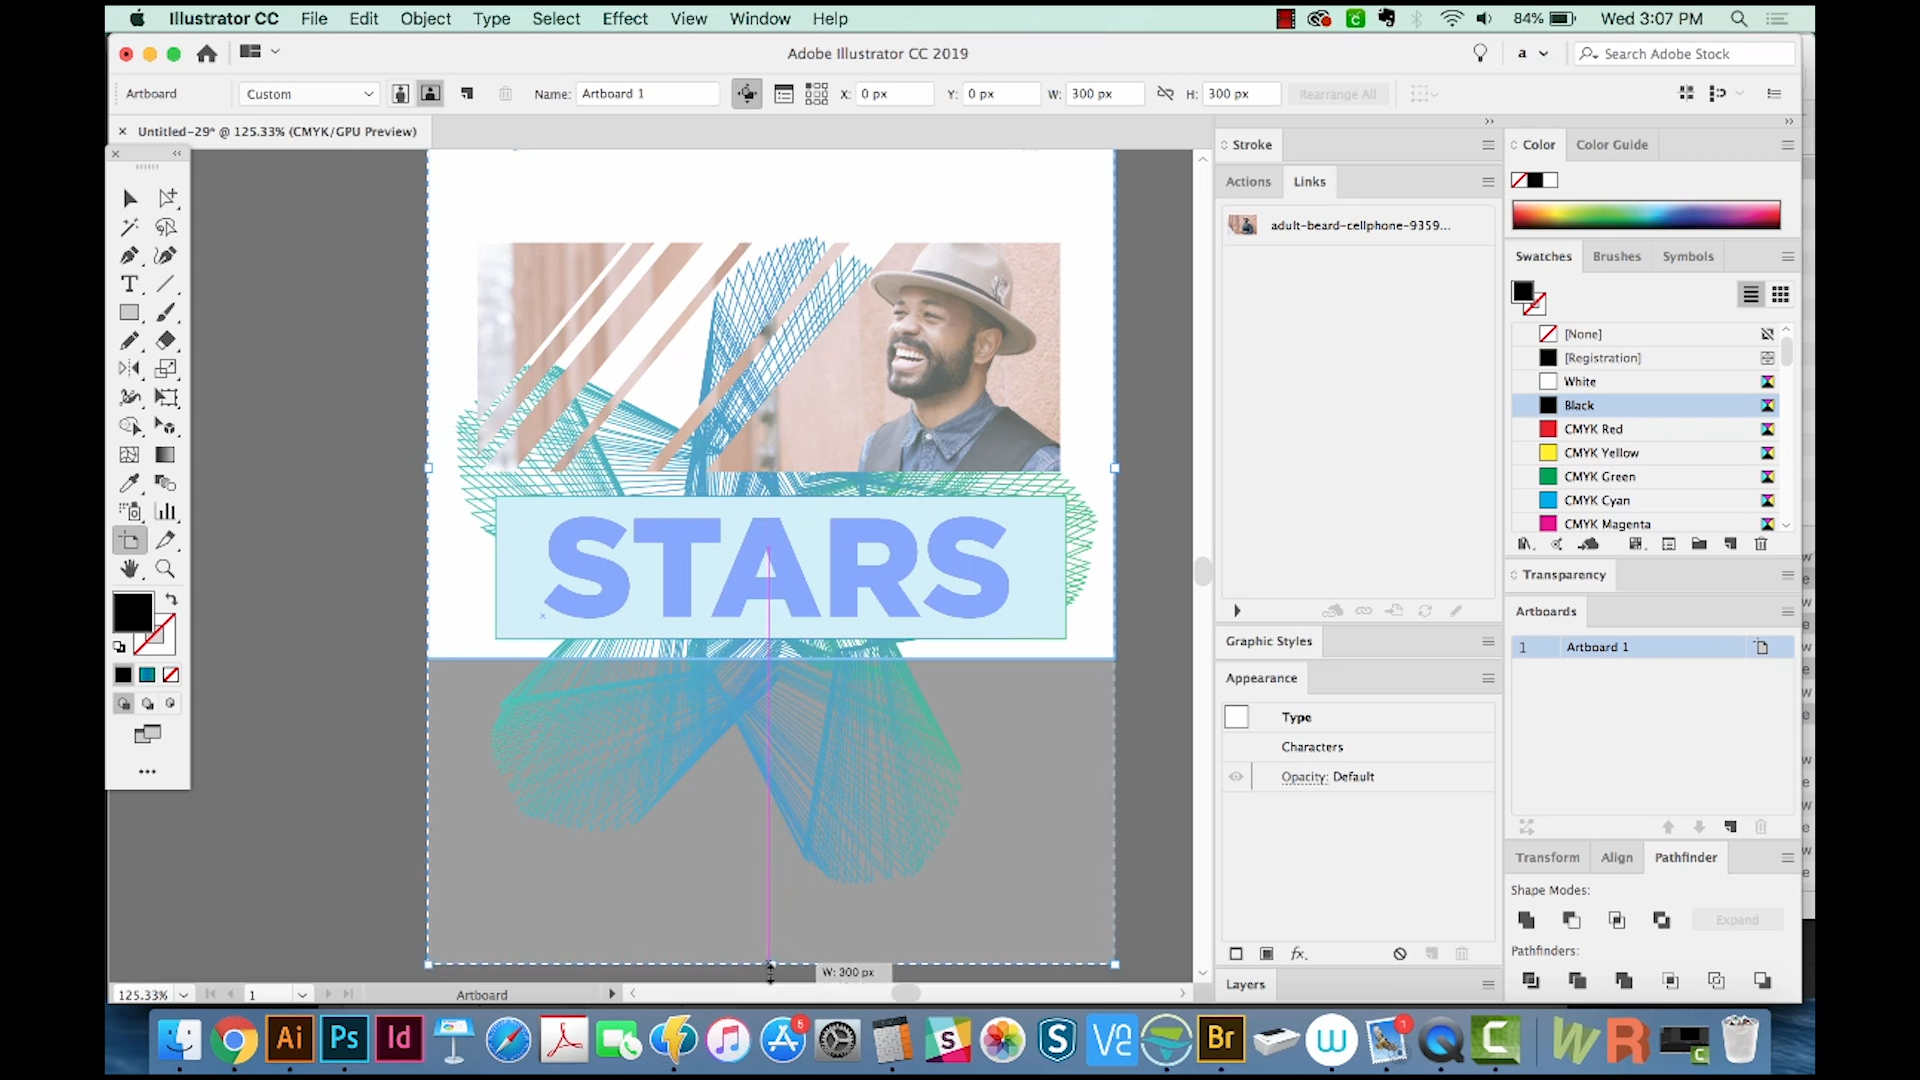 Illustrator CC File Edit Object Type Select Effect View Window Help
84% Wed 3:07 PM
Adobe Illustrator CC 2019
a
Search Adobe Stock
Artboard
Custom
Name: Artboard 1
X: 0 px
Y: 0 px
W: 300 px
H: 300 px
Rearrange All
Untitled-29* @ 125.33% (CMYK/GPU Preview)
STARS
W: 300 px
125.33%
1
Artboard
Stroke
Actions
Links
adult-beard-cellphone-9359...
Graphic Styles
Appearance
Type
Characters
Opacity: Default
fx.
Layers
Color
Color Guide
Swatches
Brushes
Symbols
[None]
[Registration]
White
Black
CMYK Red
CMYK Yellow
CMYK Green
CMYK Cyan
CMYK Magenta
Transparency
Artboards
1 Artboard 1
Transform
Align
Pathfinder
Shape Modes:
Expand
Pathfinders:
Ai
Ps
Id
Br